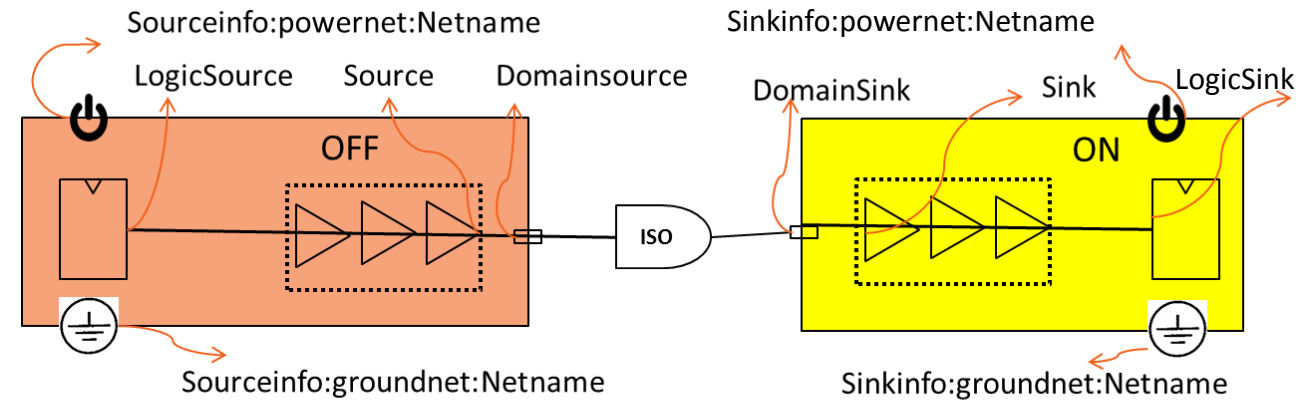 Sourceinfo:powernet:Netname
Sinkinfo:powernet:Netname
LogicSource
Source
Domainsource
DomainSink
Sink
LogicSink
OFF
ON
ISO
Sourceinfo:groundnet:Netname
Sinkinfo:groundnet:Netname